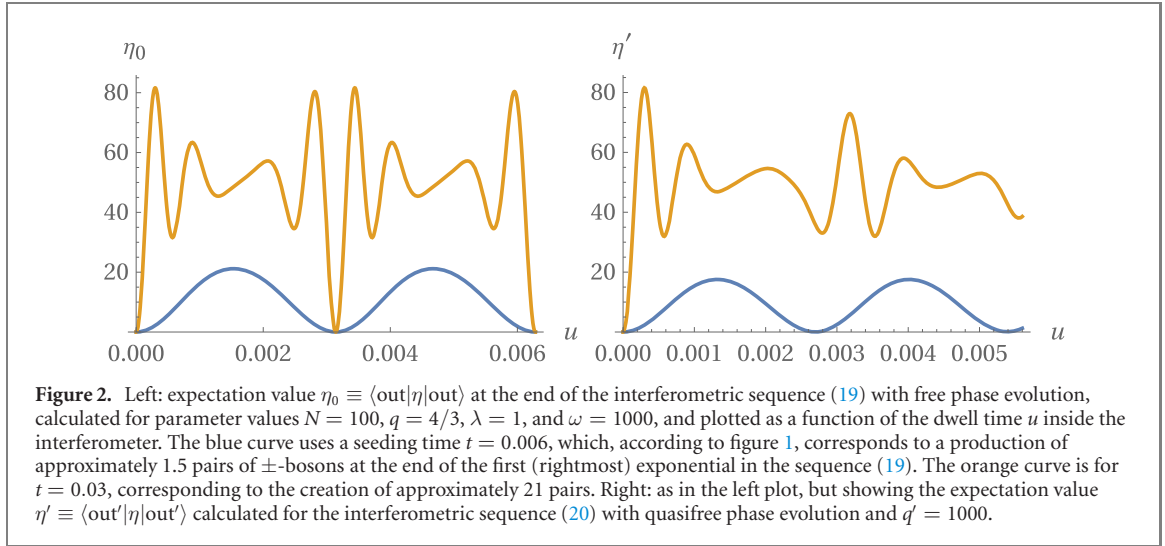 η₀
80
60
40
20
0.000
0.002
0.004
0.006
u
η′
80
60
40
20
0.000
0.001
0.002
0.003
0.004
0.005
u
Figure 2. Left: expectation value η₀ ≡ ⟨out|η|out⟩ at the end of the interferometric sequence (19) with free phase evolution,
calculated for parameter values N = 100, q = 4/3, λ = 1, and ω = 1000, and plotted as a function of the dwell time u inside the
interferometer. The blue curve uses a seeding time t = 0.006, which, according to figure 1, corresponds to a production of
approximately 1.5 pairs of ±-bosons at the end of the first (rightmost) exponential in the sequence (19). The orange curve is for
t = 0.03, corresponding to the creation of approximately 21 pairs. Right: as in the left plot, but showing the expectation value
η′ ≡ ⟨out′|η|out′⟩ calculated for the interferometric sequence (20) with quasifree phase evolution and q′ = 1000.